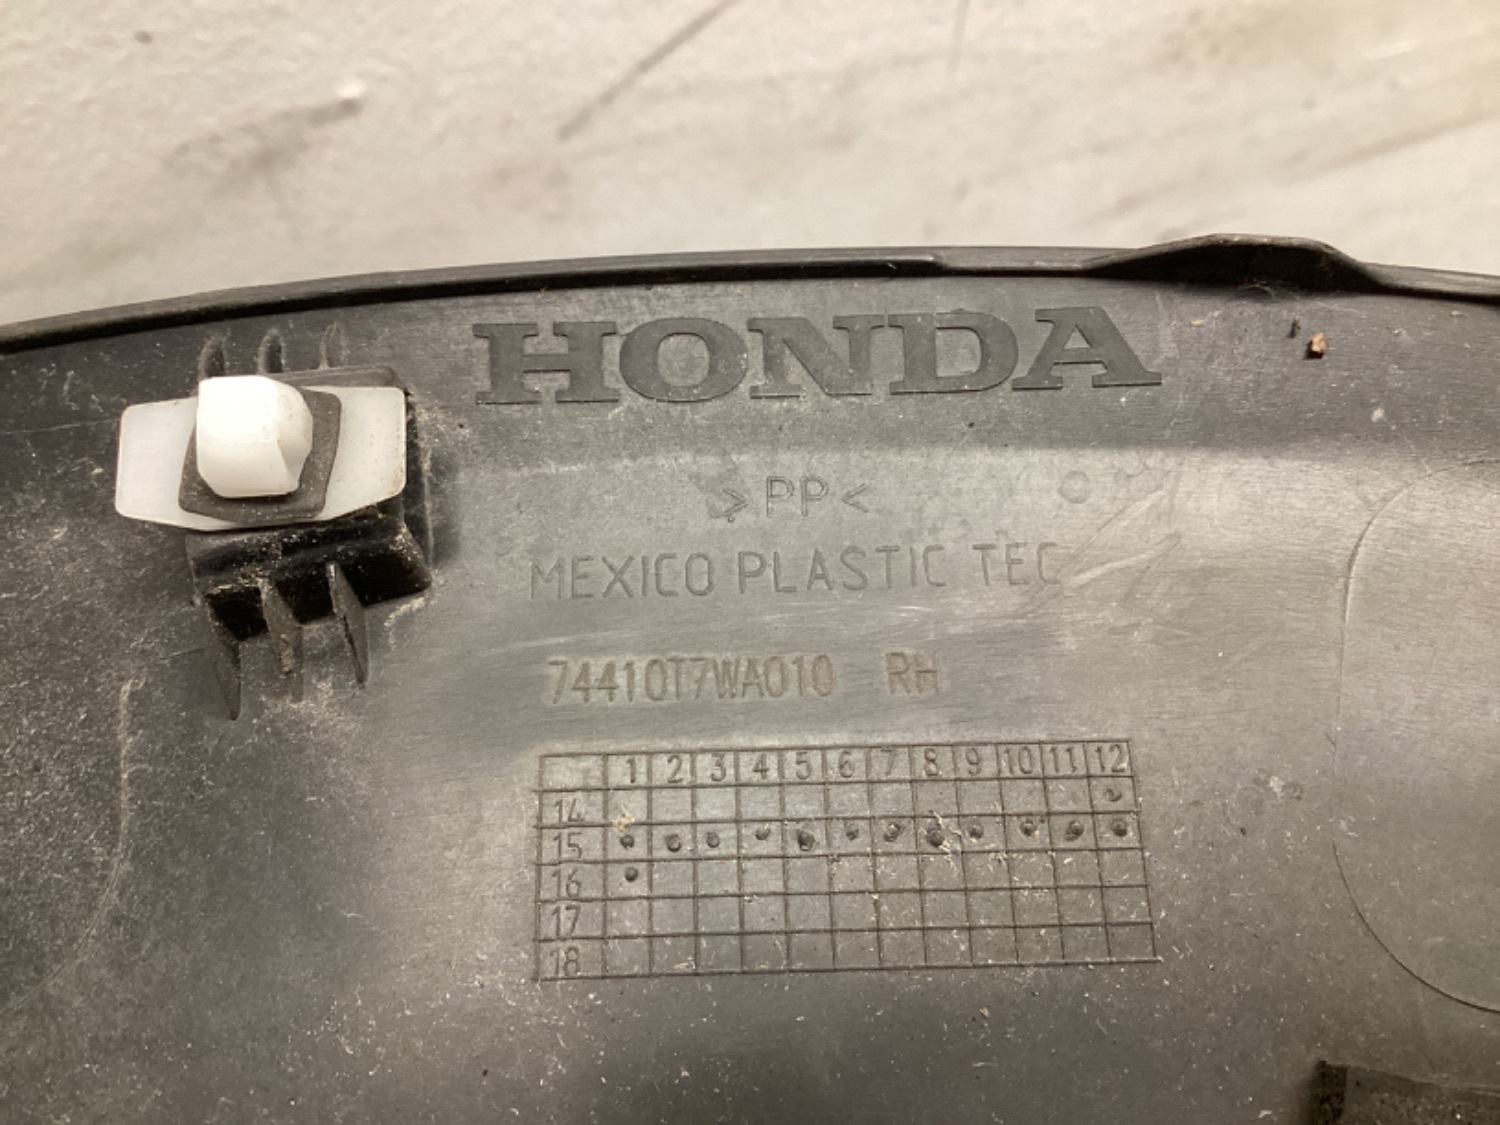 HONDA
>PP<
MEXICO PLASTIC TEC
74410T7WA010 RH
1 2 3 4 5 6 7 8 9 10 11 12
14
15
16
17
18